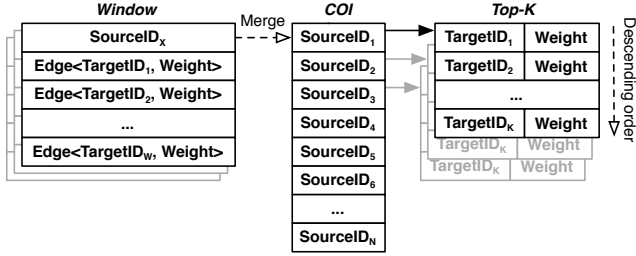 Window
SourceIDX
Edge<TargetID1, Weight>
Edge<TargetID2, Weight>
...
Edge<TargetIDW, Weight>
Merge
COI
SourceID1
SourceID2
SourceID3
SourceID4
SourceID5
SourceID6
...
SourceIDN
Top-K
TargetID1 Weight
TargetID2 Weight
...
TargetIDK Weight
TargetIDK Weight
TargetIDK Weight
Descending order